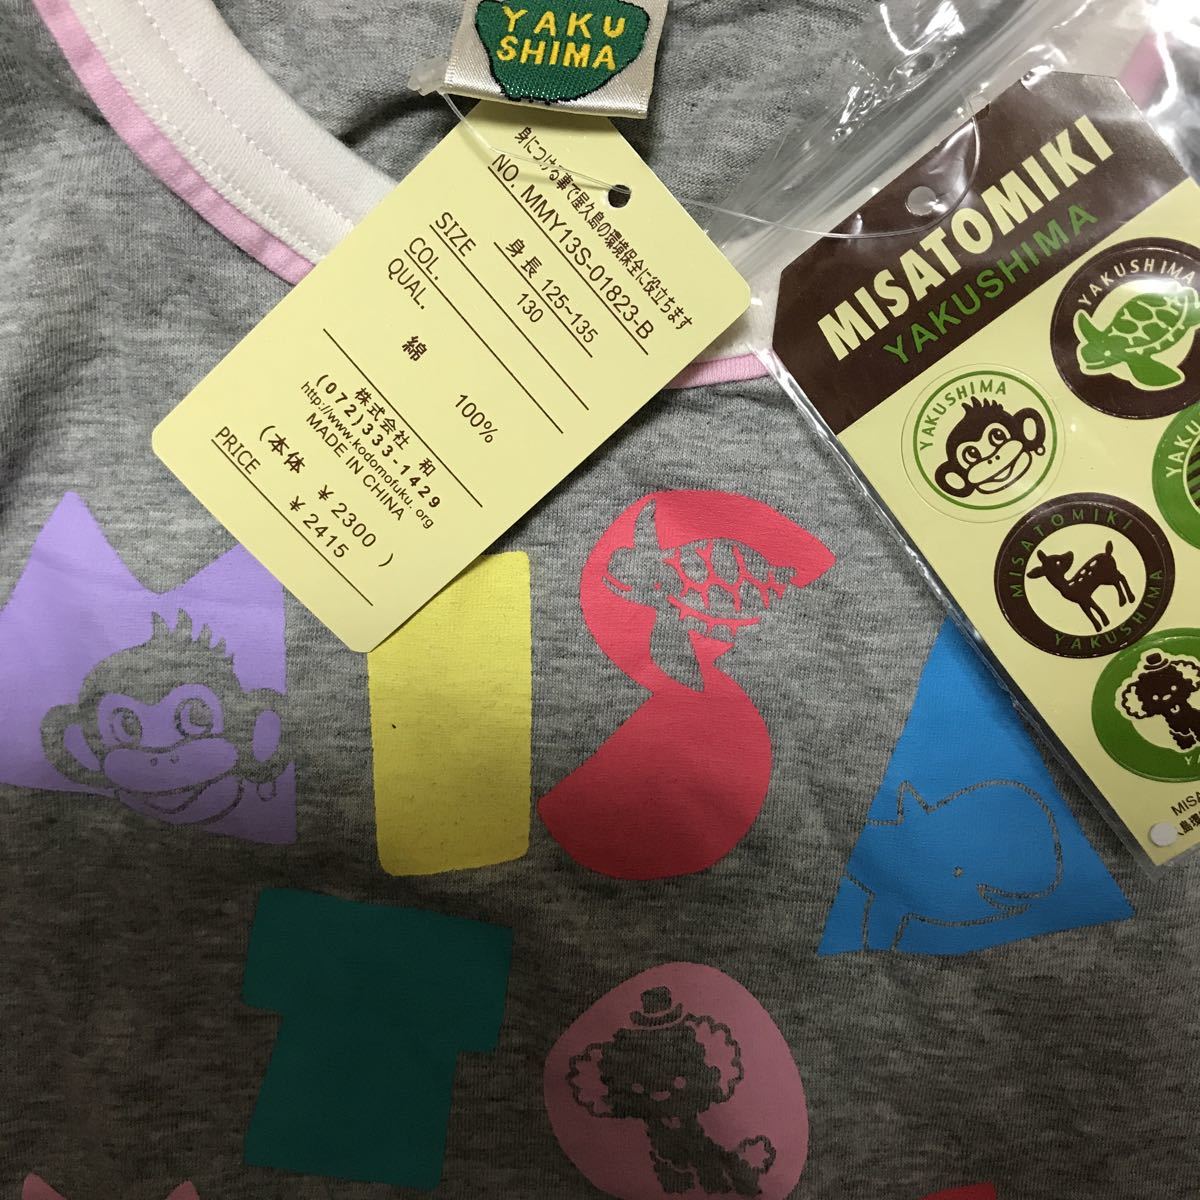 YAKU
SHIMA
身につける事で屋久島の環境保全に役立ちます
NO. MMY13S-01823-B
SIZE 身長 125~135
COL. 130
QUAL.
綿 100%
株式会社 和
(072)333-1429
http://www.kodomofuku.org
MADE IN CHINA
(本体 ¥2300)
PRICE ¥2415
MISATOMIKI
YAKUSHIMA
YAKUSHIMA
YAKUSHIMA
MISATOMIKI
YAKUSHIMA
MISA